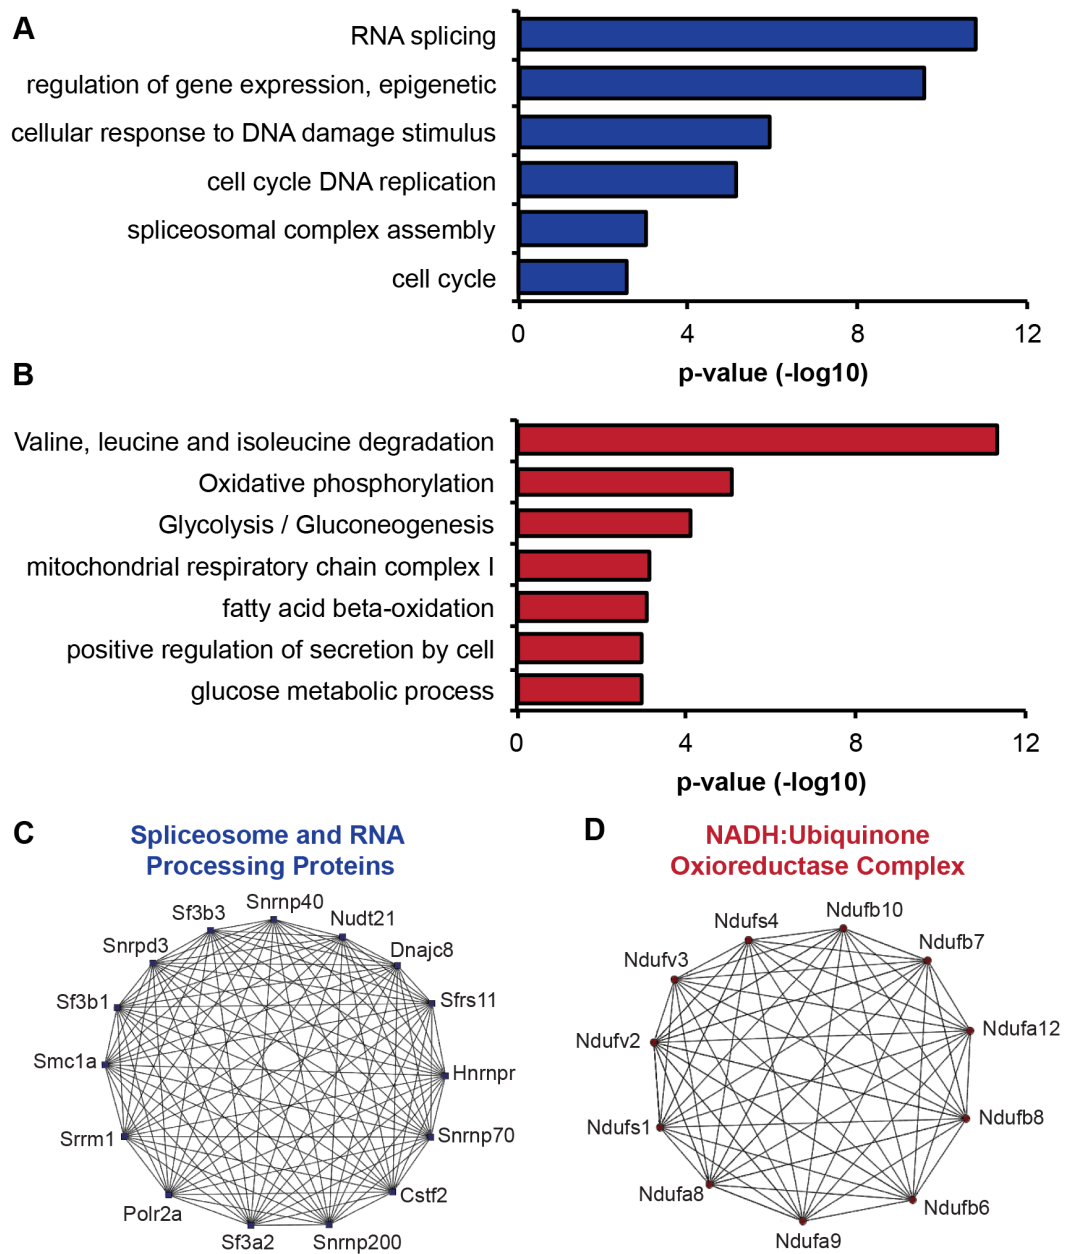 A
RNA splicing
regulation of gene expression, epigenetic
cellular response to DNA damage stimulus
cell cycle DNA replication
spliceosomal complex assembly
cell cycle
0 4 8 12
p-value (-log10)
B
Valine, leucine and isoleucine degradation
Oxidative phosphorylation
Glycolysis / Gluconeogenesis
mitochondrial respiratory chain complex I
fatty acid beta-oxidation
positive regulation of secretion by cell
glucose metabolic process
0 4 8 12
p-value (-log10)
C
Spliceosome and RNA
Processing Proteins
Snrnp40
Sf3b3
Nudt21
Snrpd3
Dnajc8
Sf3b1
Sfrs11
Smc1a
Hnrnpr
Srrm1
Snrnp70
Polr2a
Cstf2
Sf3a2
Snrnp200
D
NADH:Ubiquinone
Oxioreductase Complex
Ndufb10
Ndufs4
Ndufb7
Ndufv3
Ndufa12
Ndufv2
Ndufb8
Ndufs1
Ndufa8
Ndufb6
Ndufa9